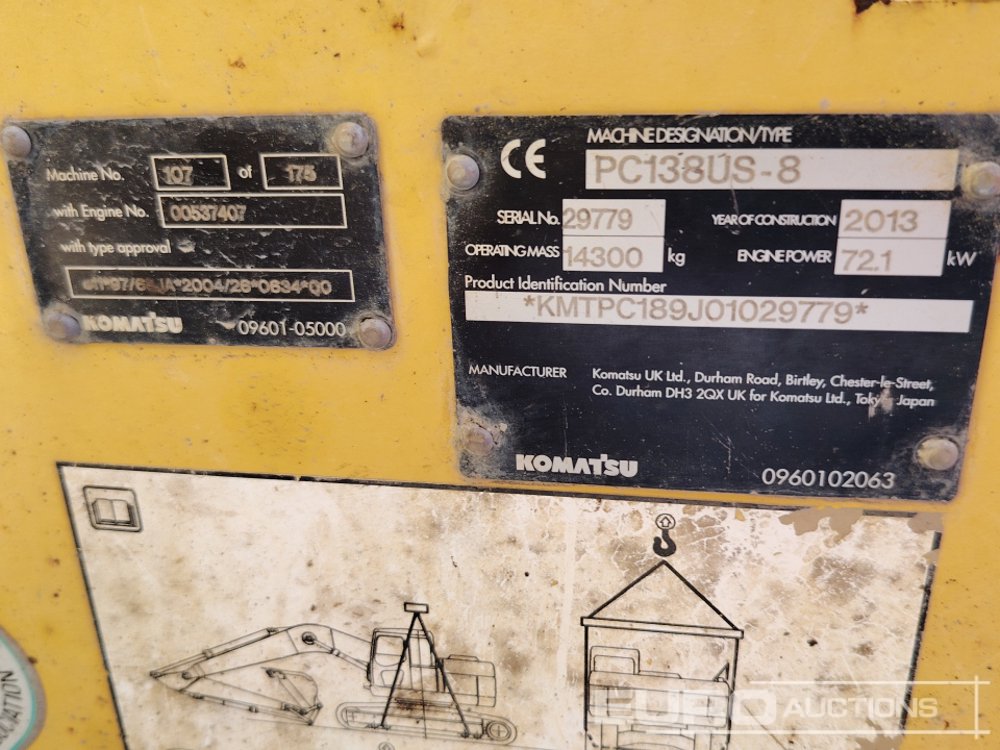 Machine No. 107 of 175
with Engine No. 00537407
with type approval
KOMATSU 09601-05000
CE
MACHINE DESIGNATION/TYPE
PC138US-8
SERIAL No. 29779 YEAR OF CONSTRUCTION 2013
OPERATING MASS 14300 kg ENGINE POWER 72.1 kW
Product Identification Number
*KMTPC189J01029779*
MANUFACTURER Komatsu UK Ltd., Durham Road, Birtley, Chester-le-Street,
Co. Durham DH3 2QX UK for Komatsu Ltd., Tokyo Japan
KOMATSU 0960102063
EURO AUCTIONS